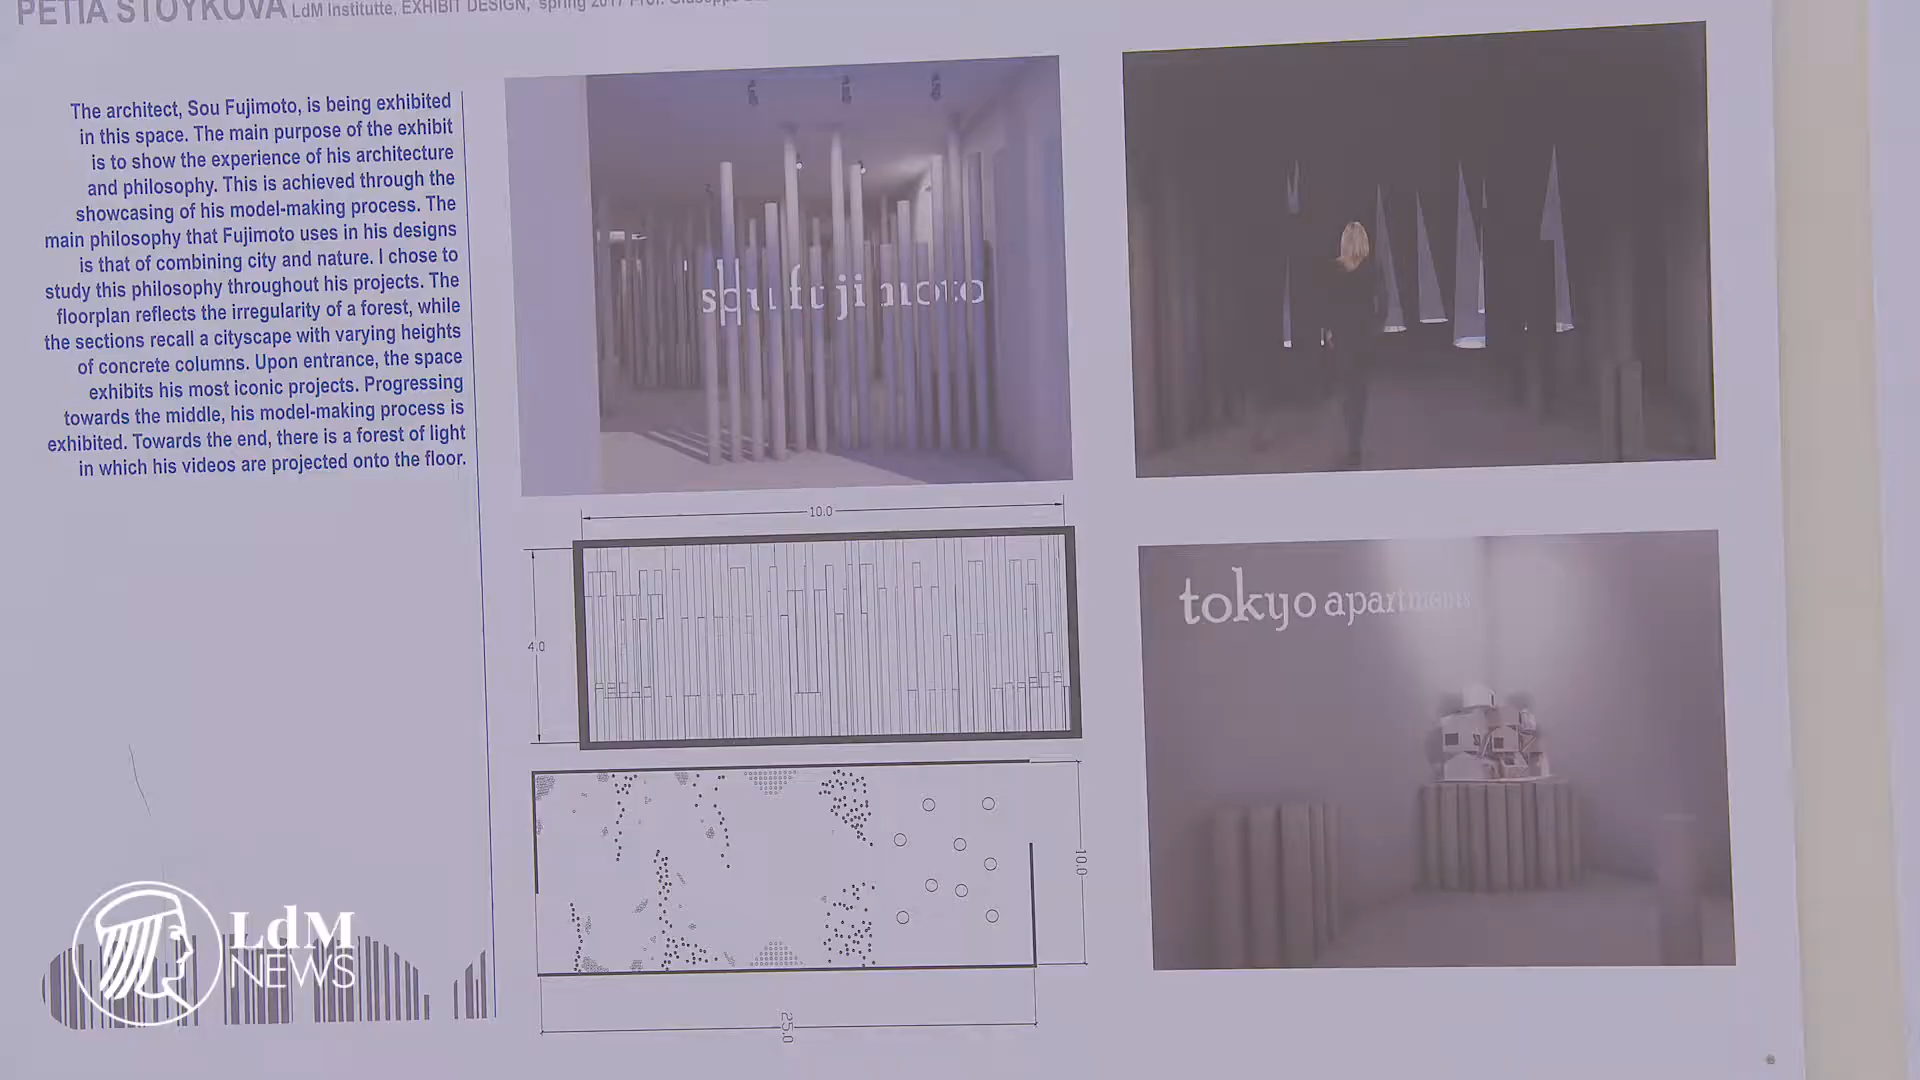 PETIA STOYKOVA LdM Institutte, EXHIBIT DESIGN, spring 2017 Prof. Giuseppe
The architect, Sou Fujimoto, is being exhibited
in this space. The main purpose of the exhibit
is to show the experience of his architecture
and philosophy. This is achieved through the
showcasing of his model-making process. The
main philosophy that Fujimoto uses in his designs
is that of combining city and nature. I chose to
study this philosophy throughout his projects. The
floorplan reflects the irregularity of a forest, while
the sections recall a cityscape with varying heights
of concrete columns. Upon entrance, the space
exhibits his most iconic projects. Progressing
towards the middle, his model-making process is
exhibited. Towards the end, there is a forest of light
in which his videos are projected onto the floor.
sou fujimoto
10.0
4.0
tokyo apartments
10.0
25.0
LdM
NEWS